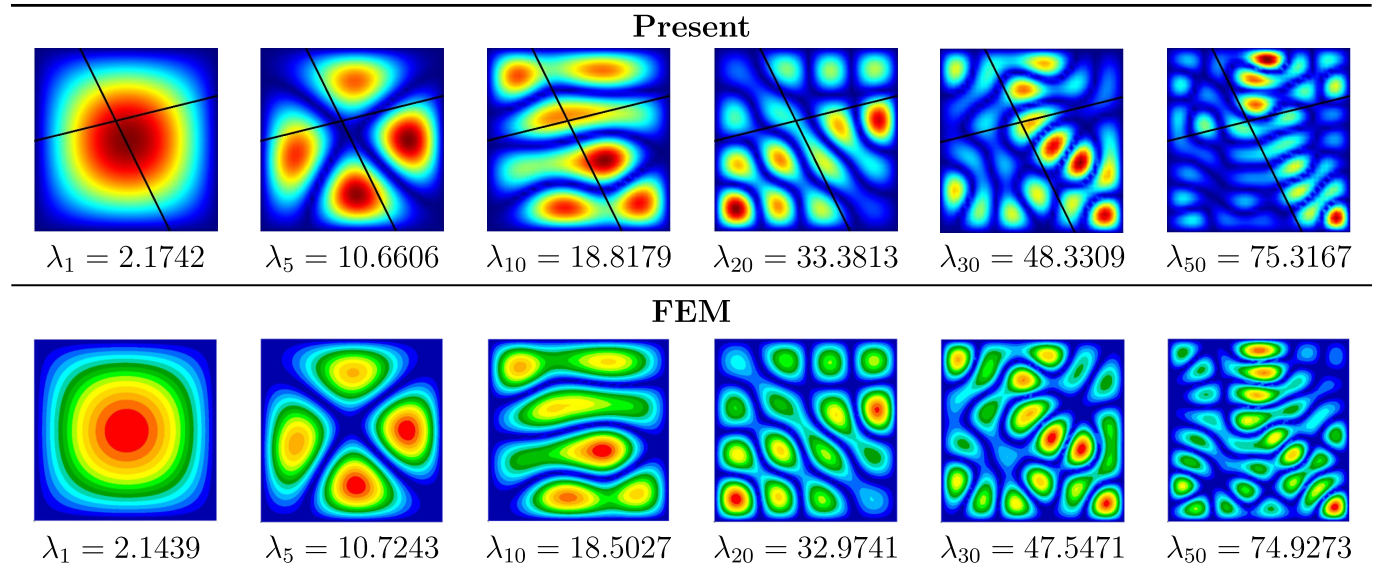 Present
λ₁ = 2.1742 λ₅ = 10.6606 λ₁₀ = 18.8179 λ₂₀ = 33.3813 λ₃₀ = 48.3309 λ₅₀ = 75.3167
FEM
λ₁ = 2.1439 λ₅ = 10.7243 λ₁₀ = 18.5027 λ₂₀ = 32.9741 λ₃₀ = 47.5471 λ₅₀ = 74.9273